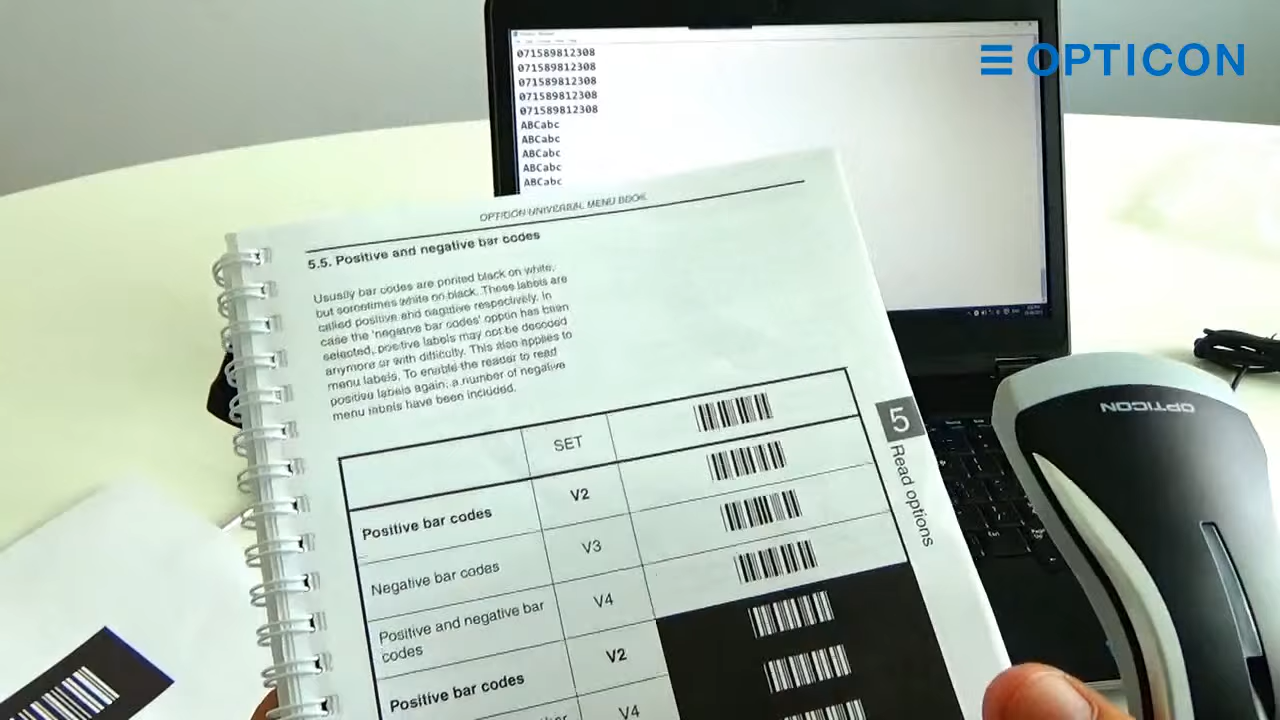 OPTICON
071589812308
071589812308
071589812308
071589812308
071589812308
ABCabc
ABCabc
ABCabc
ABCabc
ABCabc
OPTICON UNIVERSAL MENU BOOK
5.5. Positive and negative bar codes
Usually bar codes are printed black on white,
but sometimes white on black. These labels are
called positive and negative respectively. In
case the 'negative bar codes' option has been
selected, positive labels may not be decoded
anymore or with difficulty. This also applies to
menu labels. To enable the reader to read
positive labels again, a number of negative
menu labels have been included.
SET
Positive bar codes
V2
Negative bar codes
V3
Positive and negative bar
codes
V4
Positive bar codes
V2
V4
5
Read options
OPTICON